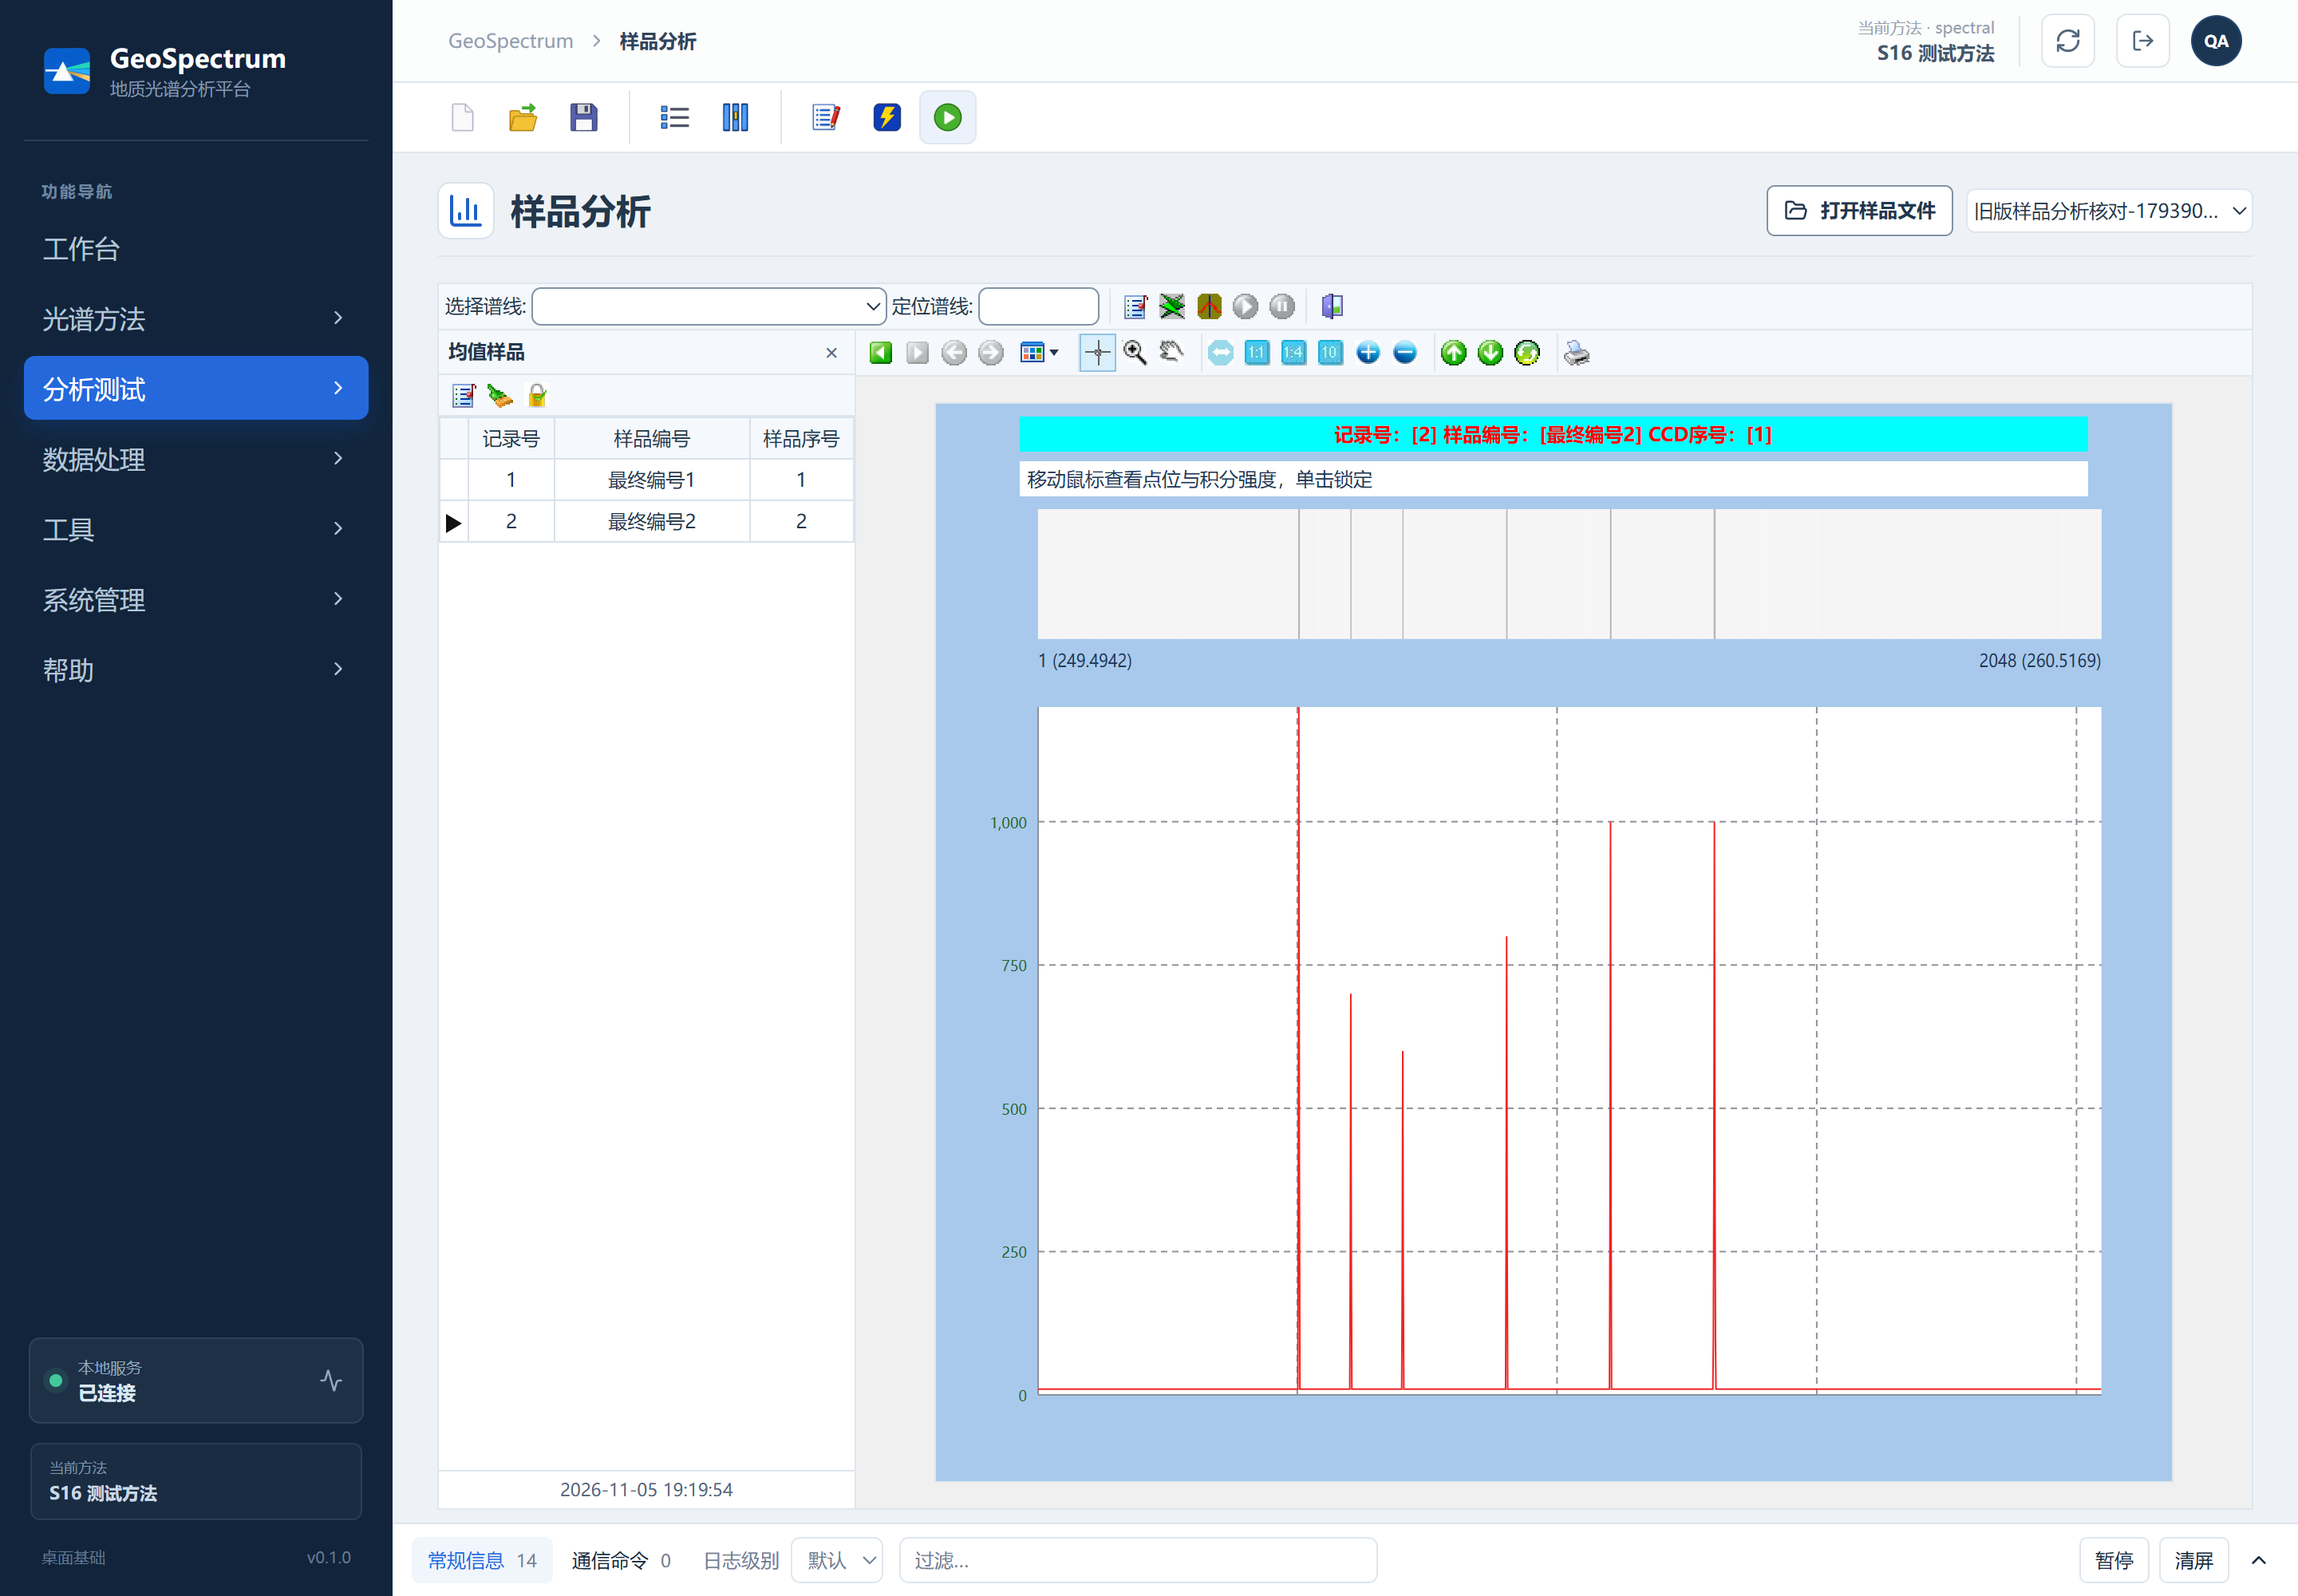 GeoSpectrum
地质光谱分析平台
功能导航
工作台
光谱方法
分析测试
数据处理
工具
系统管理
帮助
本地服务
已连接
当前方法
S16 测试方法
桌面基础 v0.1.0
GeoSpectrum > 样品分析
当前方法 · spectral
S16 测试方法
QA
样品分析
打开样品文件
旧版样品分析核对-179390...
选择谱线:
定位谱线:
均值样品 ×
1:1 1:4 10
记录号 样品编号 样品序号
1 最终编号1 1
2 最终编号2 2
2026-11-05 19:19:54
记录号：[2] 样品编号：[最终编号2] CCD序号：[1]
移动鼠标查看点位与积分强度，单击锁定
1 (249.4942) 2048 (260.5169)
1,000
750
500
250
0
常规信息 14 通信命令 0 日志级别 默认 过滤... 暂停 清屏